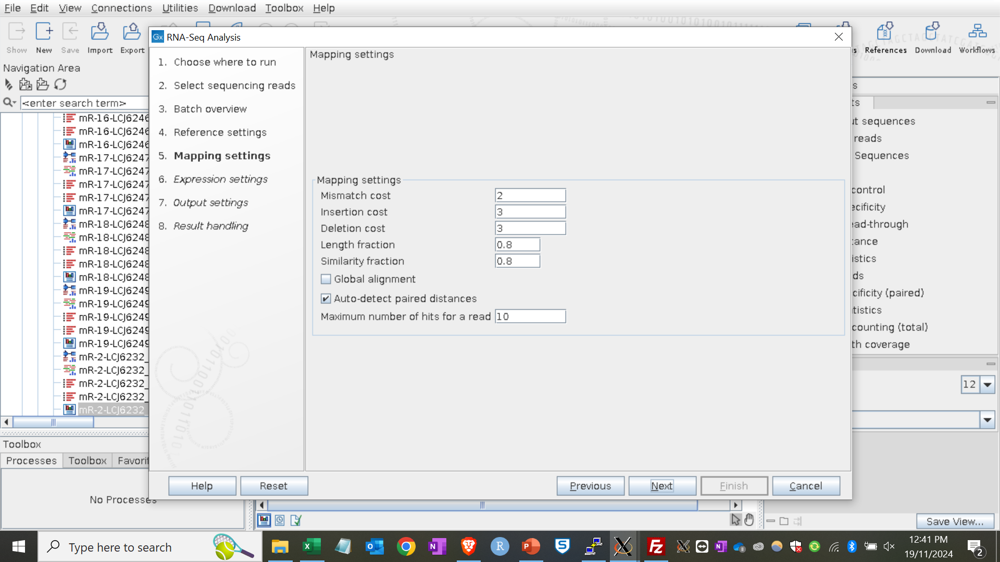 File Edit View Connections Utilities Download Toolbox Help
Show New Save Import Export
References Download Workflows
Gx RNA-Seq Analysis
Navigation Area
<enter search term>
mR-16-LCJ6246
mR-16-LCJ6246
mR-16-LCJ6246
mR-17-LCJ6247
mR-17-LCJ6247
mR-17-LCJ6247
mR-17-LCJ6247
mR-17-LCJ6247
mR-18-LCJ6248
mR-18-LCJ6248
mR-18-LCJ6248
mR-18-LCJ6248
mR-18-LCJ6248
mR-19-LCJ6249
mR-19-LCJ6249
mR-19-LCJ6249
mR-19-LCJ6249
mR-19-LCJ6249
mR-2-LCJ6232_
mR-2-LCJ6232_
mR-2-LCJ6232_
mR-2-LCJ6232_
mR-2-LCJ6232_
Toolbox
Processes Toolbox Favorit
No Processes
1. Choose where to run
2. Select sequencing reads
3. Batch overview
4. Reference settings
5. Mapping settings
6. Expression settings
7. Output settings
8. Result handling
Mapping settings
Mapping settings
Mismatch cost 2
Insertion cost 3
Deletion cost 3
Length fraction 0.8
Similarity fraction 0.8
Global alignment
Auto-detect paired distances
Maximum number of hits for a read 10
Help Reset Previous Next Finish Cancel
s
ts
ut sequences
reads
Sequences
control
ecificity
ead-through
tance
tistics
ds
cificity (paired)
tistics
counting (total)
th coverage
12
Save View...
Type here to search
12:41 PM
19/11/2024
2